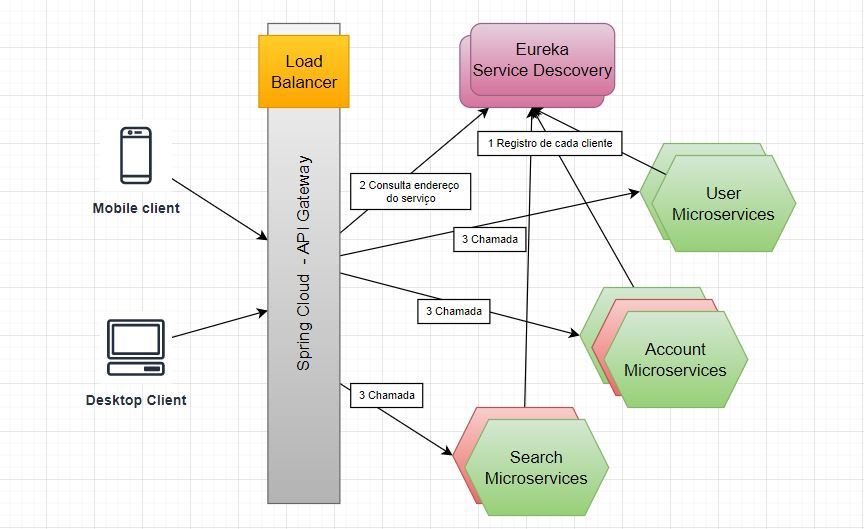 Load
Balancer
Eureka
Service Descovery
1 Registro de cada cliente
Mobile client
2 Consulta endereço
do serviço
User
Microservices
3 Chamada
Spring Cloud - API Gateway
3 Chamada
Account
Microservices
Desktop Client
3 Chamada
Search
Microservices